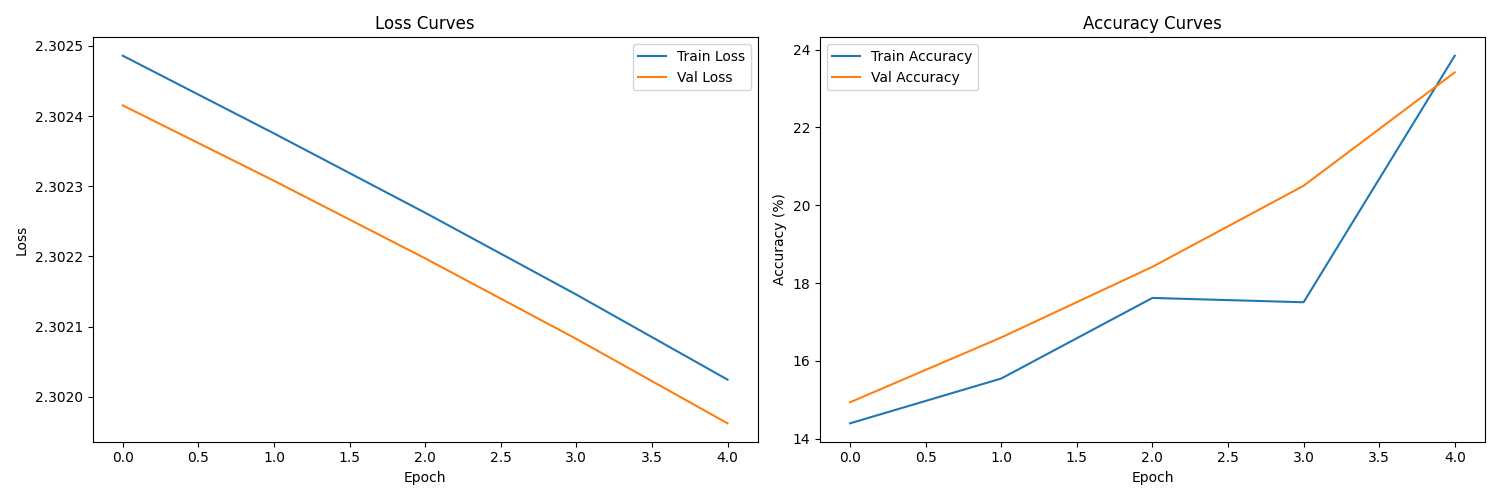 Loss Curves
2.3025
2.3024
2.3023
2.3022
2.3021
2.3020
Loss
Train Loss
Val Loss
0.0 0.5 1.0 1.5 2.0 2.5 3.0 3.5 4.0
Epoch
Accuracy Curves
24
22
20
18
16
14
Accuracy (%)
Train Accuracy
Val Accuracy
0.0 0.5 1.0 1.5 2.0 2.5 3.0 3.5 4.0
Epoch